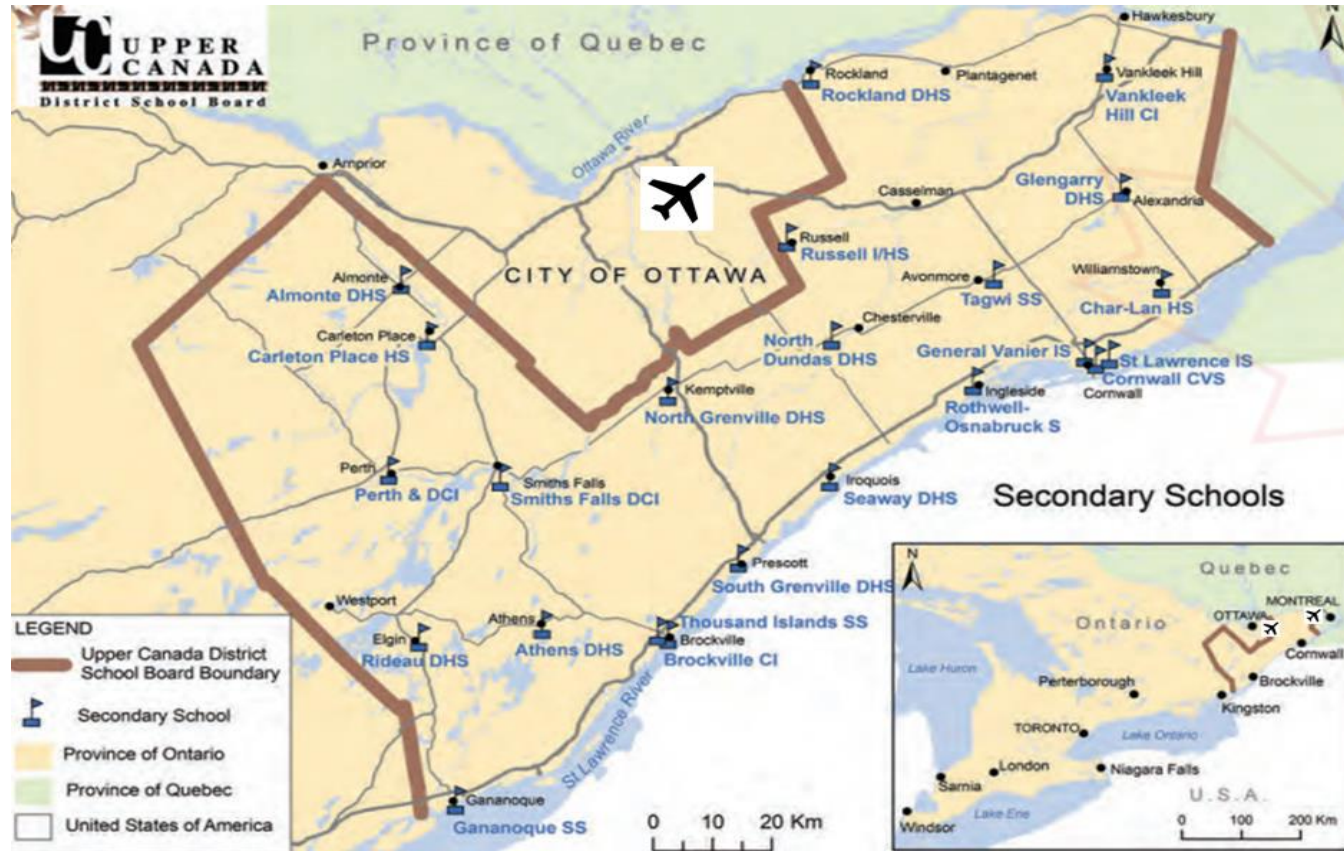 UC UPPER
CANADA
District School Board
Province of Quebec
Hawkesbury
N
Rockland
Rockland DHS
Plantagenet
Vankleek Hill
Vankleek
Hill CI
Ottawa River
Arnprior
Casselman
Glengarry
DHS
Alexandria
Russell
Russell I/HS
CITY OF OTTAWA
Almonte
Almonte DHS
Avonmore
Tagwi SS
Williamstown
Char-Lan HS
Carleton Place
Carleton Place HS
Chesterville
North
Dundas DHS
General Vanier IS
St Lawrence IS
Cornwall CVS
Cornwall
Kemptville
North Grenville DHS
Ingleside
Rothwell-
Osnabruck S
Perth
Perth & DCI
Smiths Falls
Smiths Falls DCI
Iroquois
Seaway DHS
Secondary Schools
Prescott
South Grenville DHS
Westport
Elgin
Rideau DHS
Athens
Athens DHS
Thousand Islands SS
Brockville
Brockville CI
St Lawrence River
Gananoque
Gananoque SS
0 10 20 Km
LEGEND
Upper Canada District
School Board Boundary
Secondary School
Province of Ontario
Province of Quebec
United States of America
N
Quebec
OTTAWA
MONTREAL
Ontario
Cornwall
Lake Huron
Brockville
Perterborough
Kingston
TORONTO
Lake Ontario
London
Niagara Falls
Sarnia
U.S.A.
Lake Erie
Windsor
0 100 200 Km